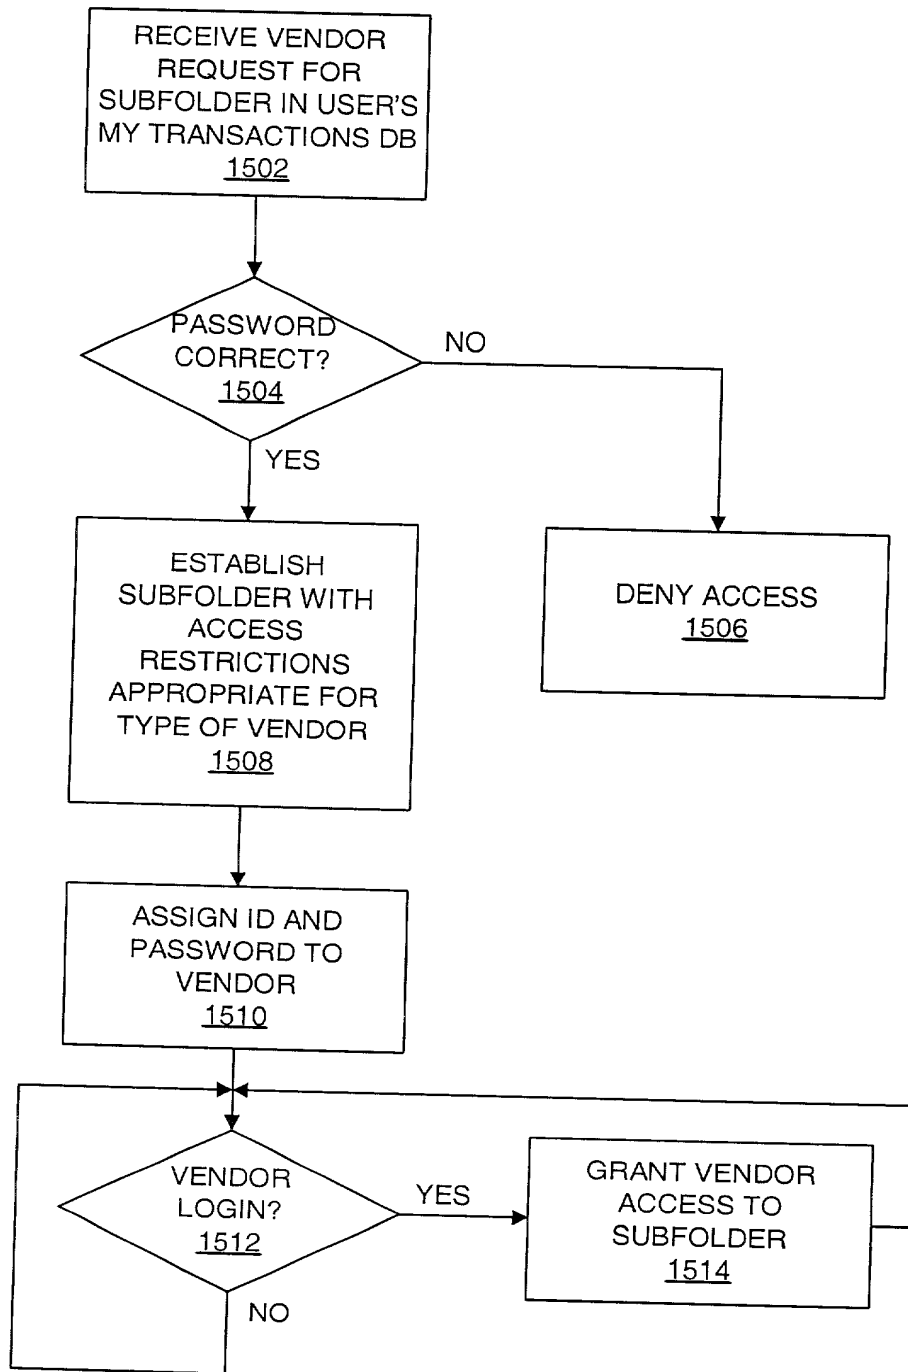 RECEIVE VENDOR
REQUEST FOR
SUBFOLDER IN USER'S
MY TRANSACTIONS DB
1502
PASSWORD
CORRECT?
1504
NO
YES
ESTABLISH
SUBFOLDER WITH
ACCESS
RESTRICTIONS
APPROPRIATE FOR
TYPE OF VENDOR
1508
DENY ACCESS
1506
ASSIGN ID AND
PASSWORD TO
VENDOR
1510
VENDOR
LOGIN?
1512
YES
NO
GRANT VENDOR
ACCESS TO
SUBFOLDER
1514